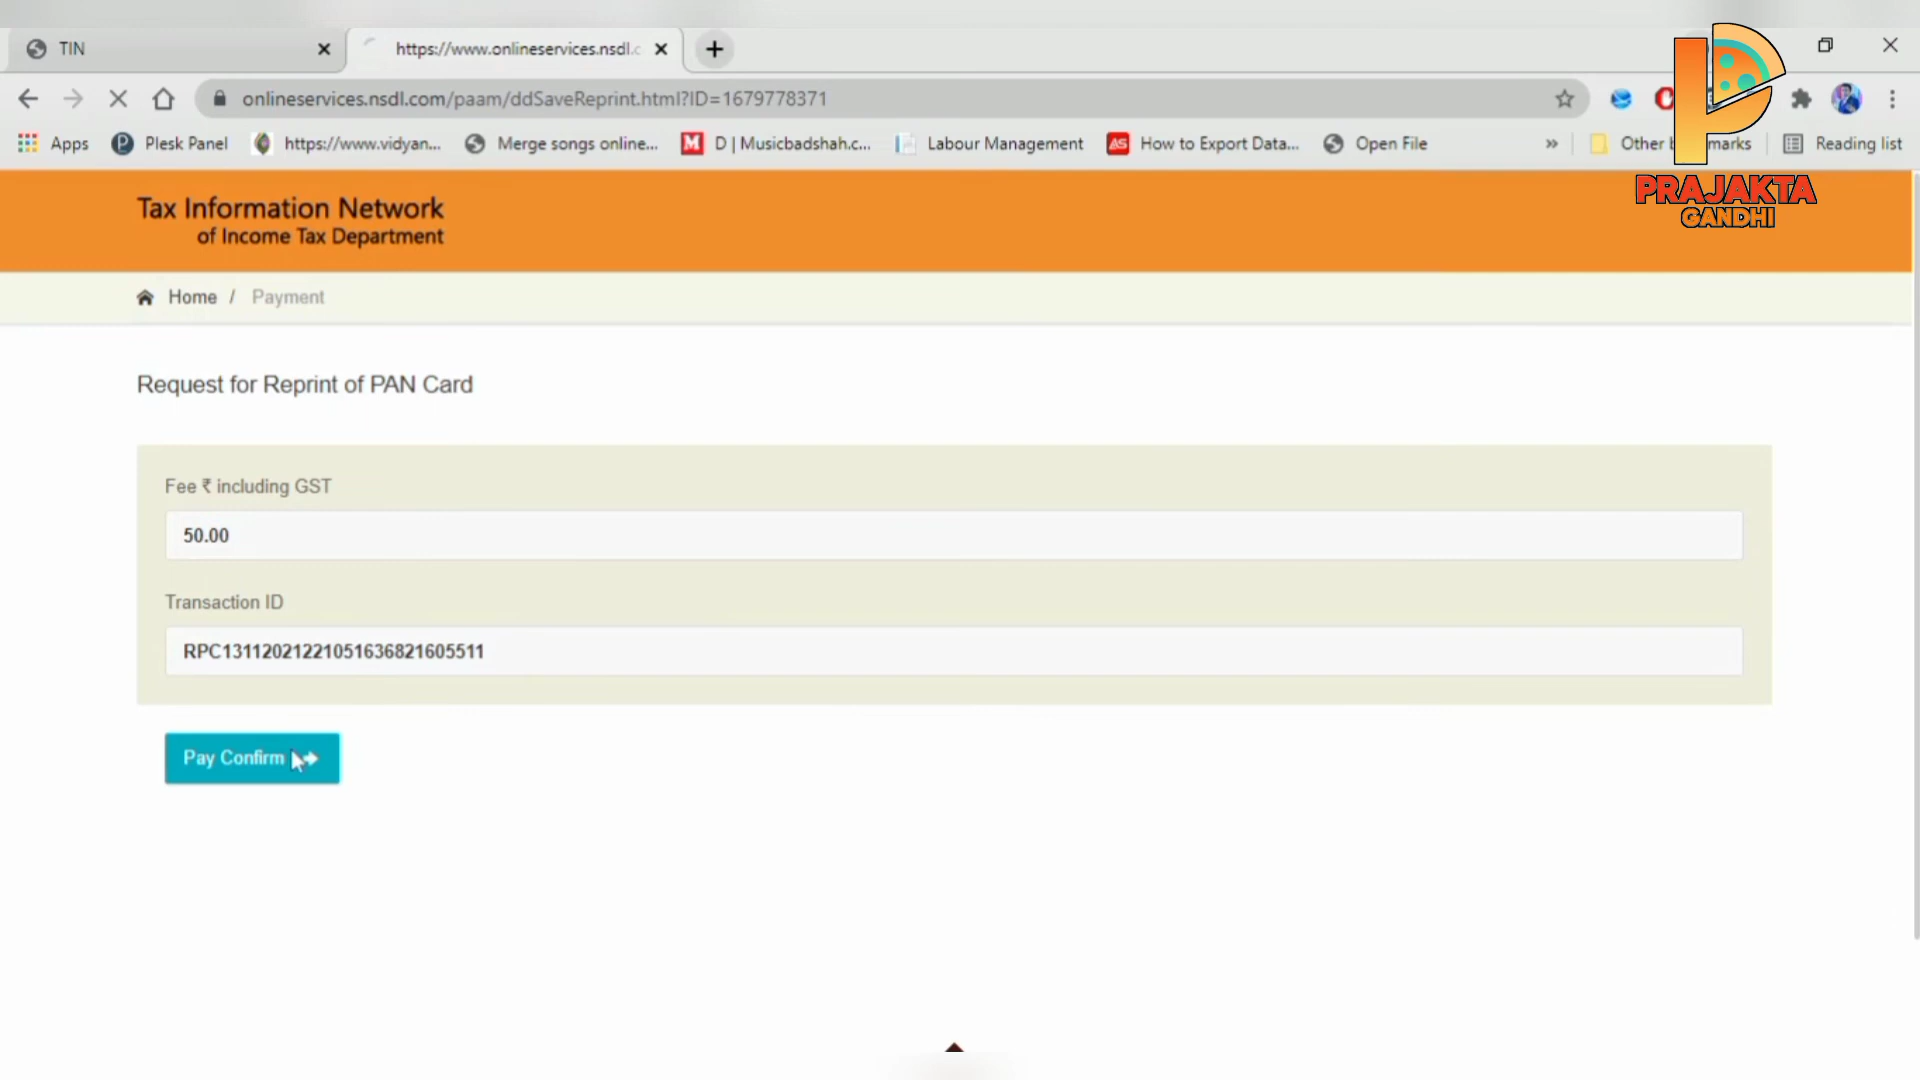 TIN
https://www.onlineservices.nsdl.c
onlineservices.nsdl.com/paam/ddSaveReprint.html?ID=1679778371
Apps
Plesk Panel
https://www.vidyan...
Merge songs online...
D | Musicbadshah.c...
Labour Management
How to Export Data...
Open File
»
Other
marks
Reading list
PRAJAKTA
GANDHI
Tax Information Network
of Income Tax Department
Home / Payment
Request for Reprint of PAN Card
Fee ₹ including GST
50.00
Transaction ID
RPC13112021221051636821605511
Pay Confirm